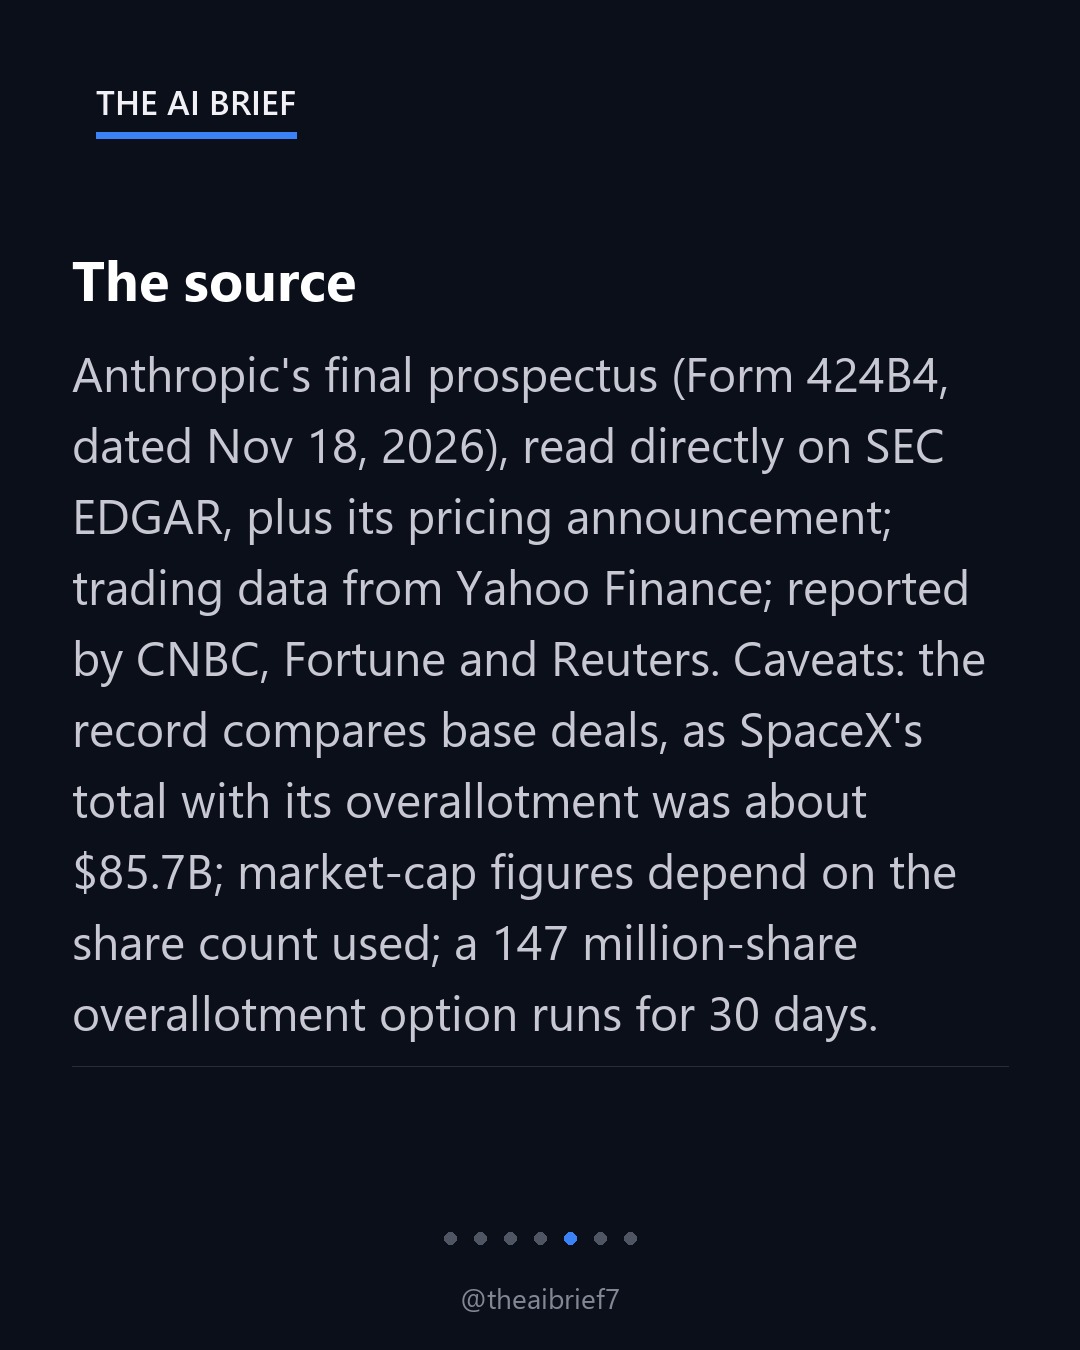 THE AI BRIEF
The source
Anthropic's final prospectus (Form 424B4,
dated Nov 18, 2026), read directly on SEC
EDGAR, plus its pricing announcement;
trading data from Yahoo Finance; reported
by CNBC, Fortune and Reuters. Caveats: the
record compares base deals, as SpaceX's
total with its overallotment was about
$85.7B; market-cap figures depend on the
share count used; a 147 million-share
overallotment option runs for 30 days.
@theaibrief7